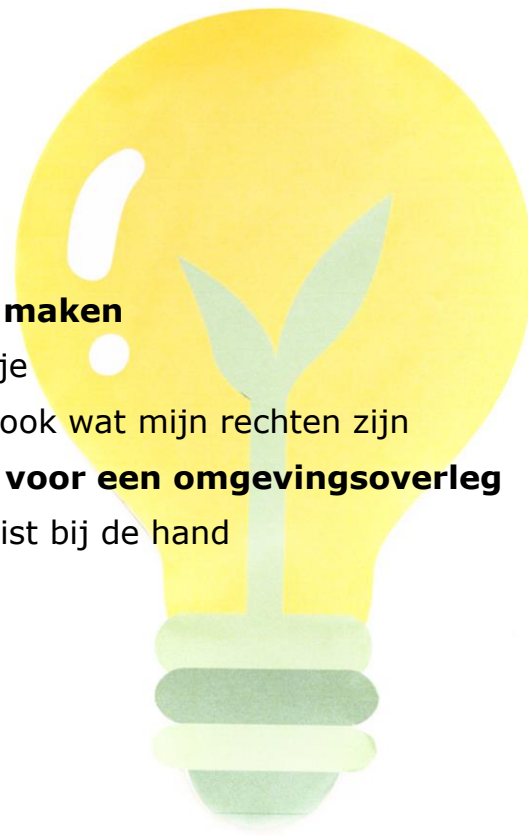 maken
je
ook wat mijn rechten zijn
voor een omgevingsoverleg
ist bij de hand